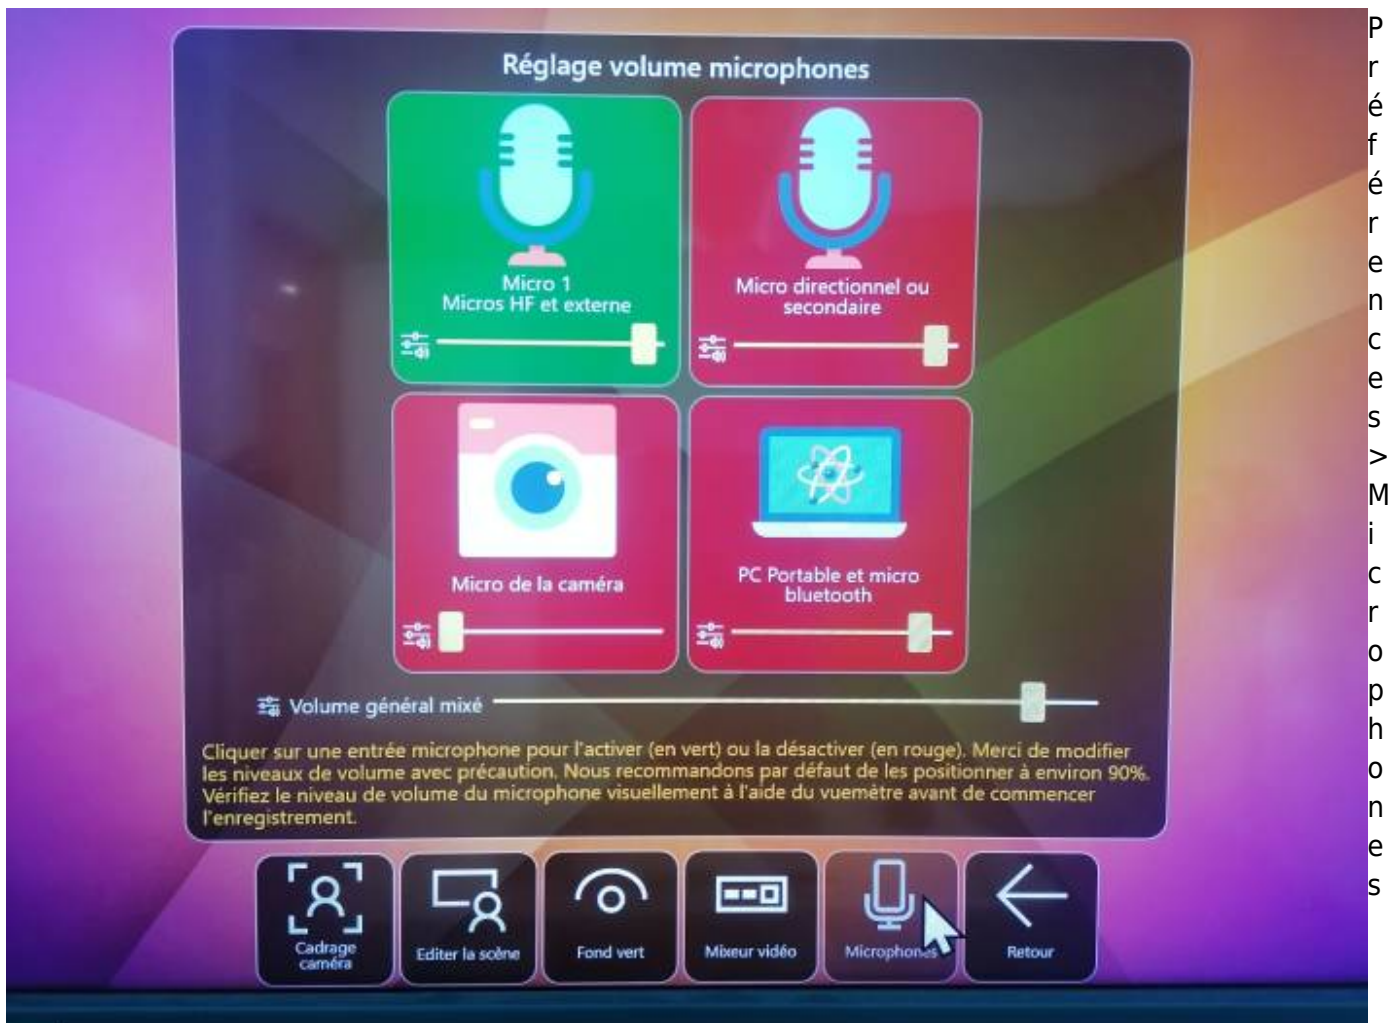 Réglage volume microphones
Micro 1
Micros HF et externe
Micro directionnel ou
secondaire
Micro de la caméra
PC Portable et micro
bluetooth
Volume général mixé
Cliquer sur une entrée microphone pour l'activer (en vert) ou la désactiver (en rouge). Merci de modifier
les niveaux de volume avec précaution. Nous recommandons par défaut de les positionner à environ 90%.
Vérifiez le niveau de volume du microphone visuellement à l'aide du vuemètre avant de commencer
l'enregistrement.
Cadrage
caméra
Editer la scène
Fond vert
Mixeur vidéo
Microphones
Retour
Préférences > Microphones